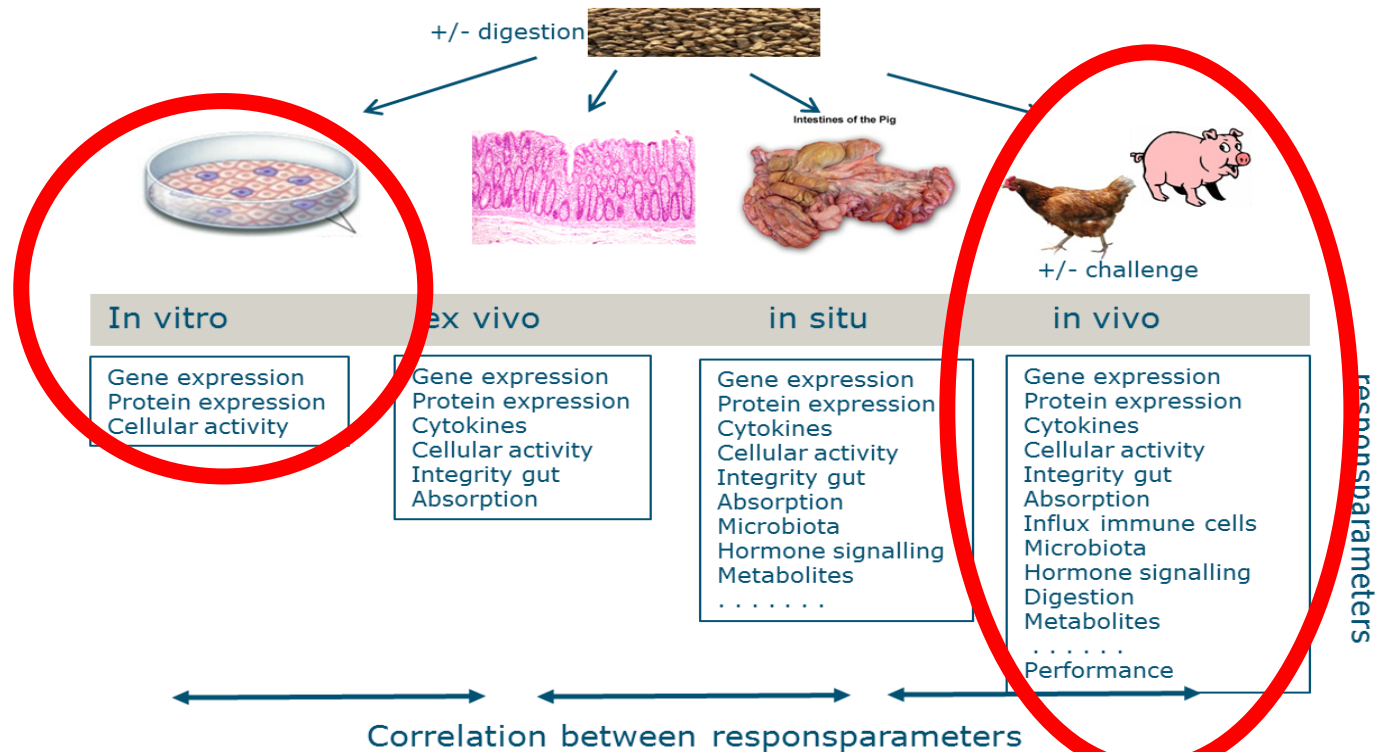 +/- digestion
Intestines of the Pig
+/- challenge
In vitro
ex vivo
in situ
in vivo
Gene expression
Protein expression
Cellular activity
Gene expression
Protein expression
Cytokines
Cellular activity
Integrity gut
Absorption
Gene expression
Protein expression
Cytokines
Cellular activity
Integrity gut
Absorption
Microbiota
Hormone signalling
Metabolites
. . . . . . .
Gene expression
Protein expression
Cytokines
Cellular activity
Integrity gut
Absorption
Influx immune cells
Microbiota
Hormone signalling
Digestion
Metabolites
. . . . . .
Performance
responsparameters
Correlation between responsparameters